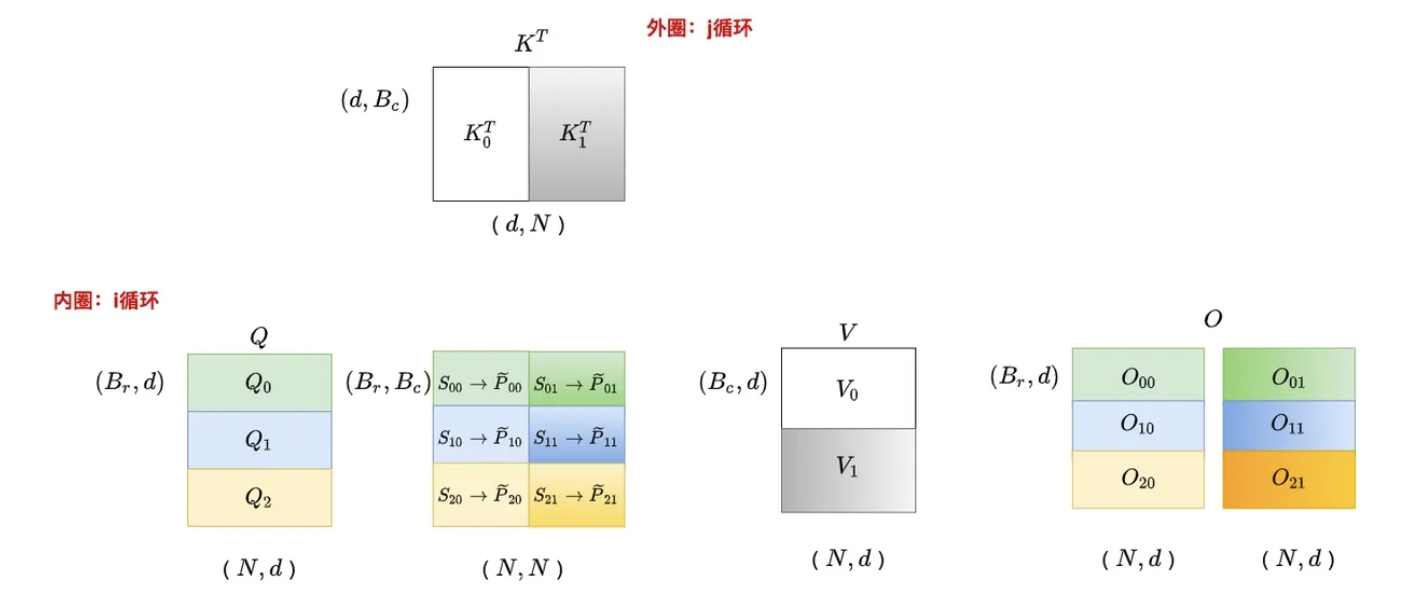 外圈：j循环
K^T
(d, B_c)
K_0^T K_1^T
( d, N )
内圈：i循环
Q
(B_r, d)
Q_0
Q_1
Q_2
( N, d )
(B_r, B_c)
S_00 → P̃_00 S_01 → P̃_01
S_10 → P̃_10 S_11 → P̃_11
S_20 → P̃_20 S_21 → P̃_21
( N, N )
V
(B_c, d)
V_0
V_1
( N, d )
O
(B_r, d)
O_00 O_01
O_10 O_11
O_20 O_21
( N, d ) ( N, d )